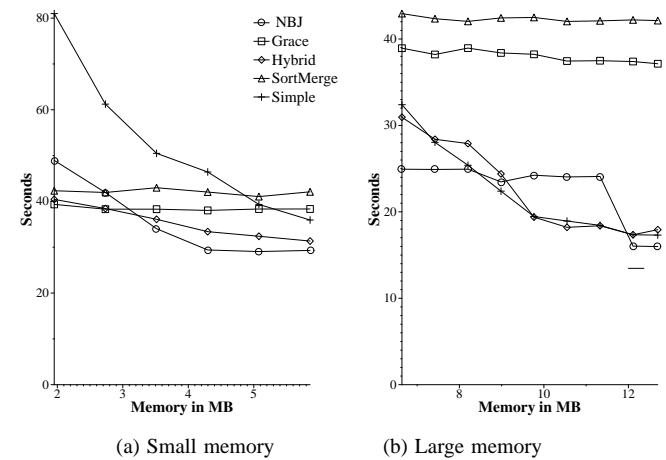 80
60
40
20
0
Seconds
2 3 4 5
Memory in MB
NBJ
Grace
Hybrid
SortMerge
Simple
(a) Small memory
40
30
20
10
0
Seconds
8 10 12
Memory in MB
(b) Large memory